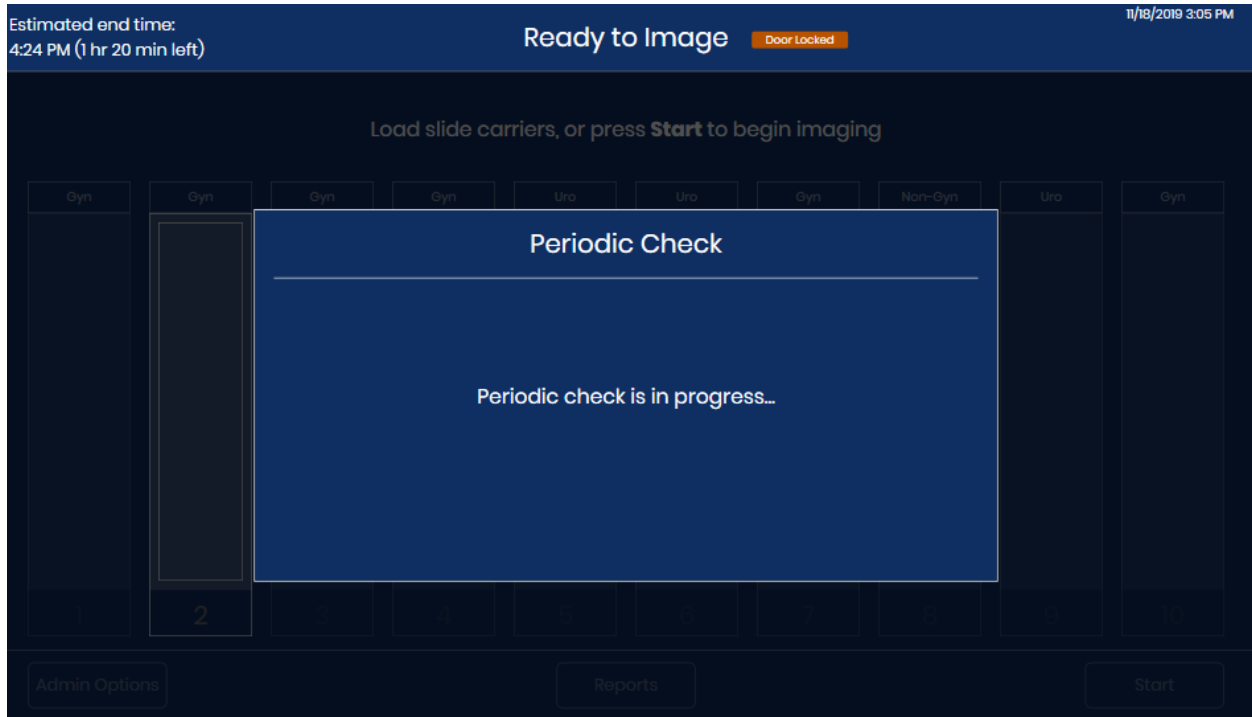 Estimated end time:
4:24 PM (1 hr 20 min left)
Ready to Image
Door Locked
11/18/2019 3:05 PM
Load slide carriers, or press Start to begin imaging
Gyn Gyn Gyn Gyn Uro Uro Gyn Non-Gyn Uro Gyn
Periodic Check
Periodic check is in progress...
1 2 3 4 5 6 7 8 9 10
Admin Options Reports Start